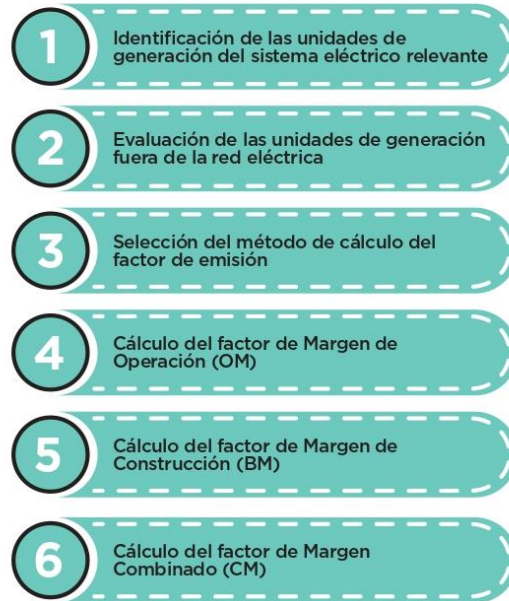 1
Identificación de las unidades de
generación del sistema eléctrico relevante
2
Evaluación de las unidades de generación
fuera de la red eléctrica
3
Selección del método de cálculo del
factor de emisión
4
Cálculo del factor de Margen de
Operación (OM)
5
Cálculo del factor de Margen de
Construcción (BM)
6
Cálculo del factor de Margen
Combinado (CM)